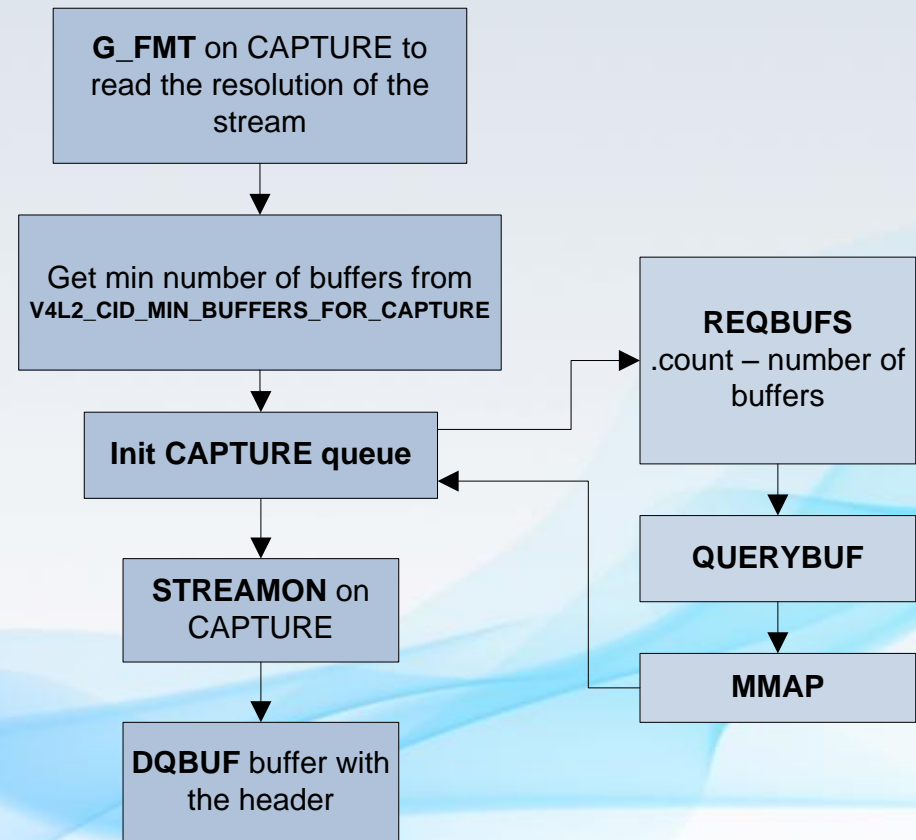 G_FMT on CAPTURE to
read the resolution of the
stream
Get min number of buffers from
V4L2_CID_MIN_BUFFERS_FOR_CAPTURE
Init CAPTURE queue
STREAMON on
CAPTURE
DQBUF buffer with
the header
REQBUFS
.count – number of
buffers
QUERYBUF
MMAP